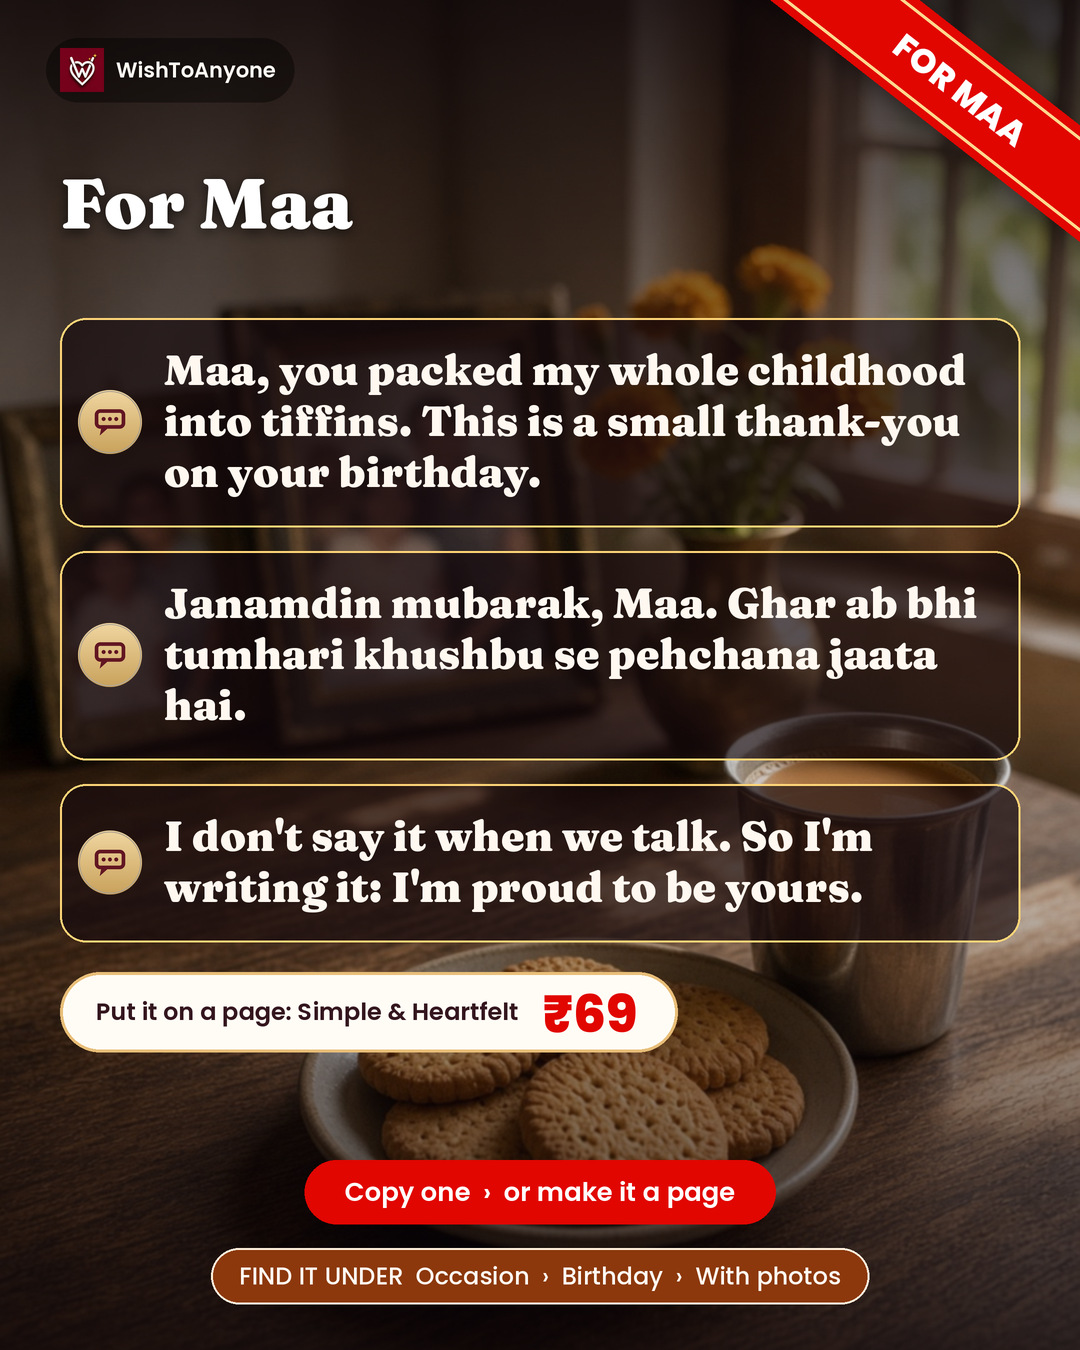 WishToAnyone
FOR MAA
For Maa
Maa, you packed my whole childhood
into tiffins. This is a small thank-you
on your birthday.
Janamdin mubarak, Maa. Ghar ab bhi
tumhari khushbu se pehchana jaata
hai.
I don't say it when we talk. So I'm
writing it: I'm proud to be yours.
Put it on a page: Simple & Heartfelt ₹69
Copy one › or make it a page
FIND IT UNDER Occasion › Birthday › With photos